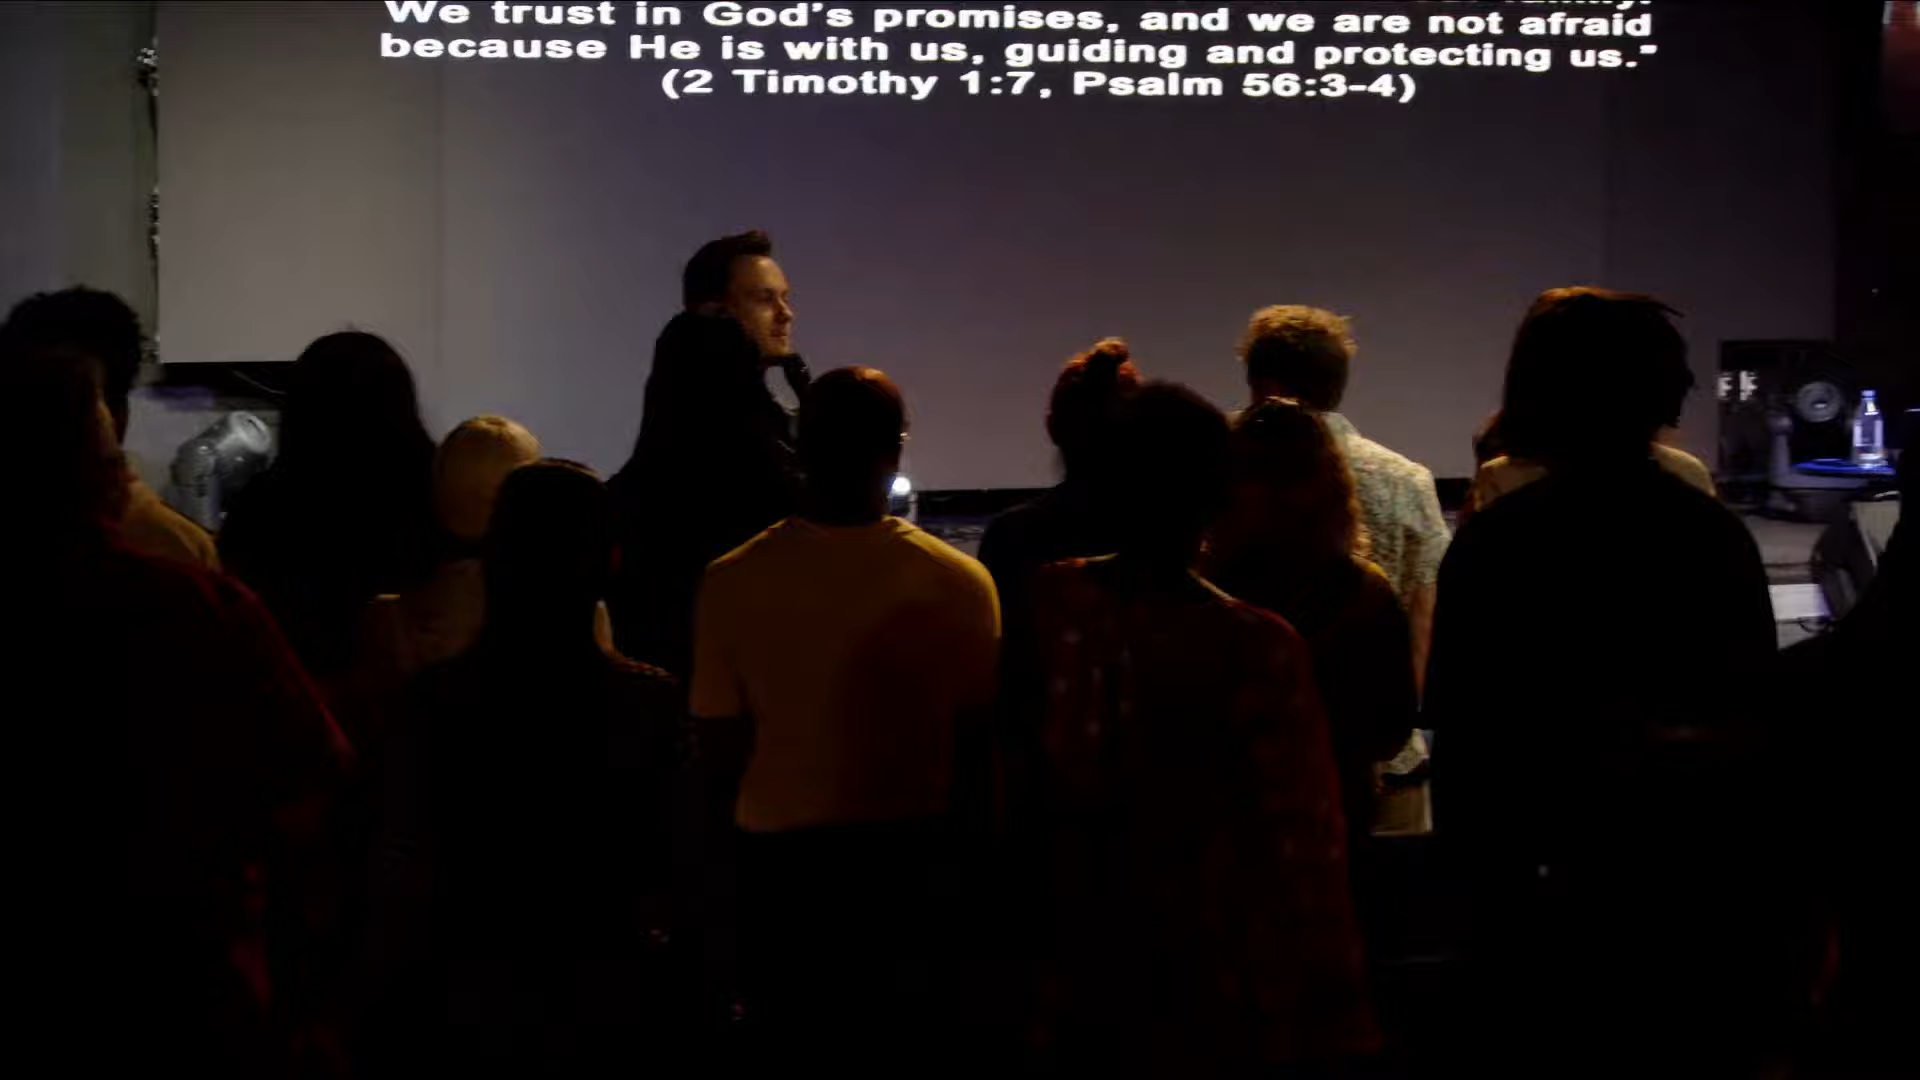 We trust in God's promises, and we are not afraid
because He is with us, guiding and protecting us."
(2 Timothy 1:7, Psalm 56:3-4)